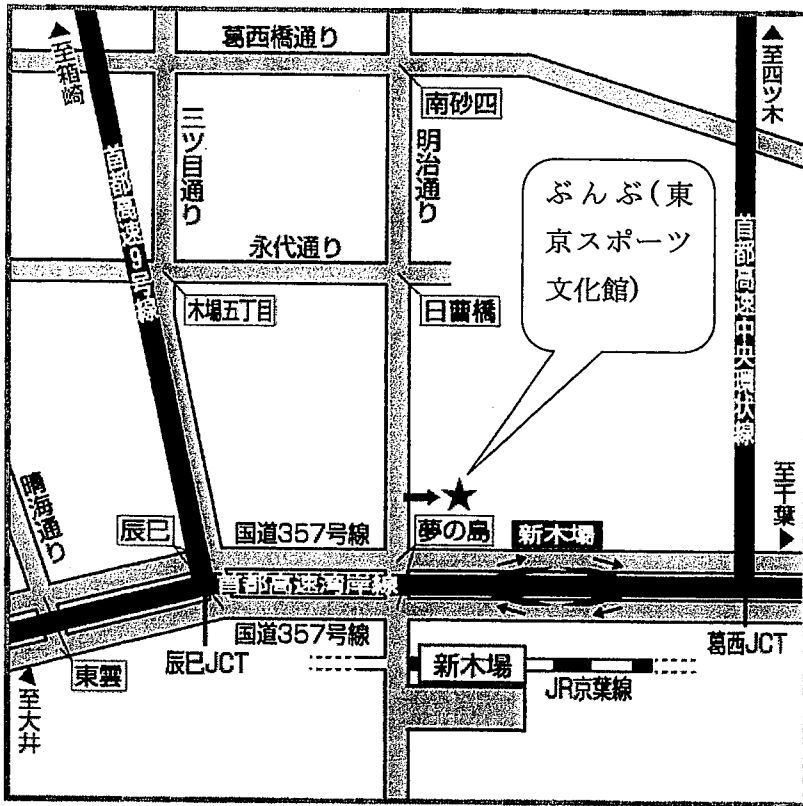 葛西橋通り
▲至箱崎
▲至四ツ木
南砂四
三ツ目通り
明治通り
首都高速9号線
ぶんぶ(東
京スポーツ
文化館)
永代通り
首都高速中央環状線
木場五丁目
日曹橋
至千葉▶
晴海通り
辰巳
国道357号線
夢の島
新木場
首都高速湾岸線
国道357号線
葛西JCT
辰巳JCT
新木場
東雲
JR京葉線
▲至大井